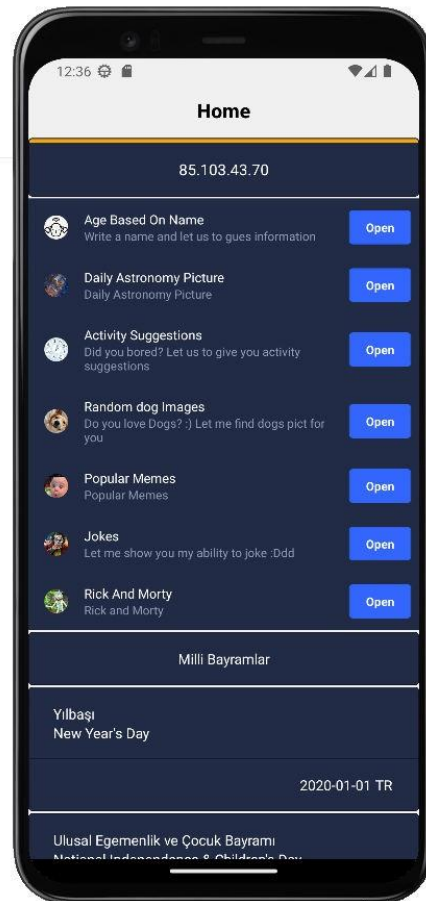 12:36
Home
85.103.43.70
Age Based On Name
Write a name and let us to gues information
Open
Daily Astronomy Picture
Daily Astronomy Picture
Open
Activity Suggestions
Did you bored? Let us to give you activity
suggestions
Open
Random dog Images
Do you love Dogs? :) Let me find dogs pict for
you
Open
Popular Memes
Popular Memes
Open
Jokes
Let me show you my ability to joke :Ddd
Open
Rick And Morty
Rick and Morty
Open
Milli Bayramlar
Yılbaşı
New Year's Day
2020-01-01 TR
Ulusal Egemenlik ve Çocuk Bayramı
National Independence & Children's Day